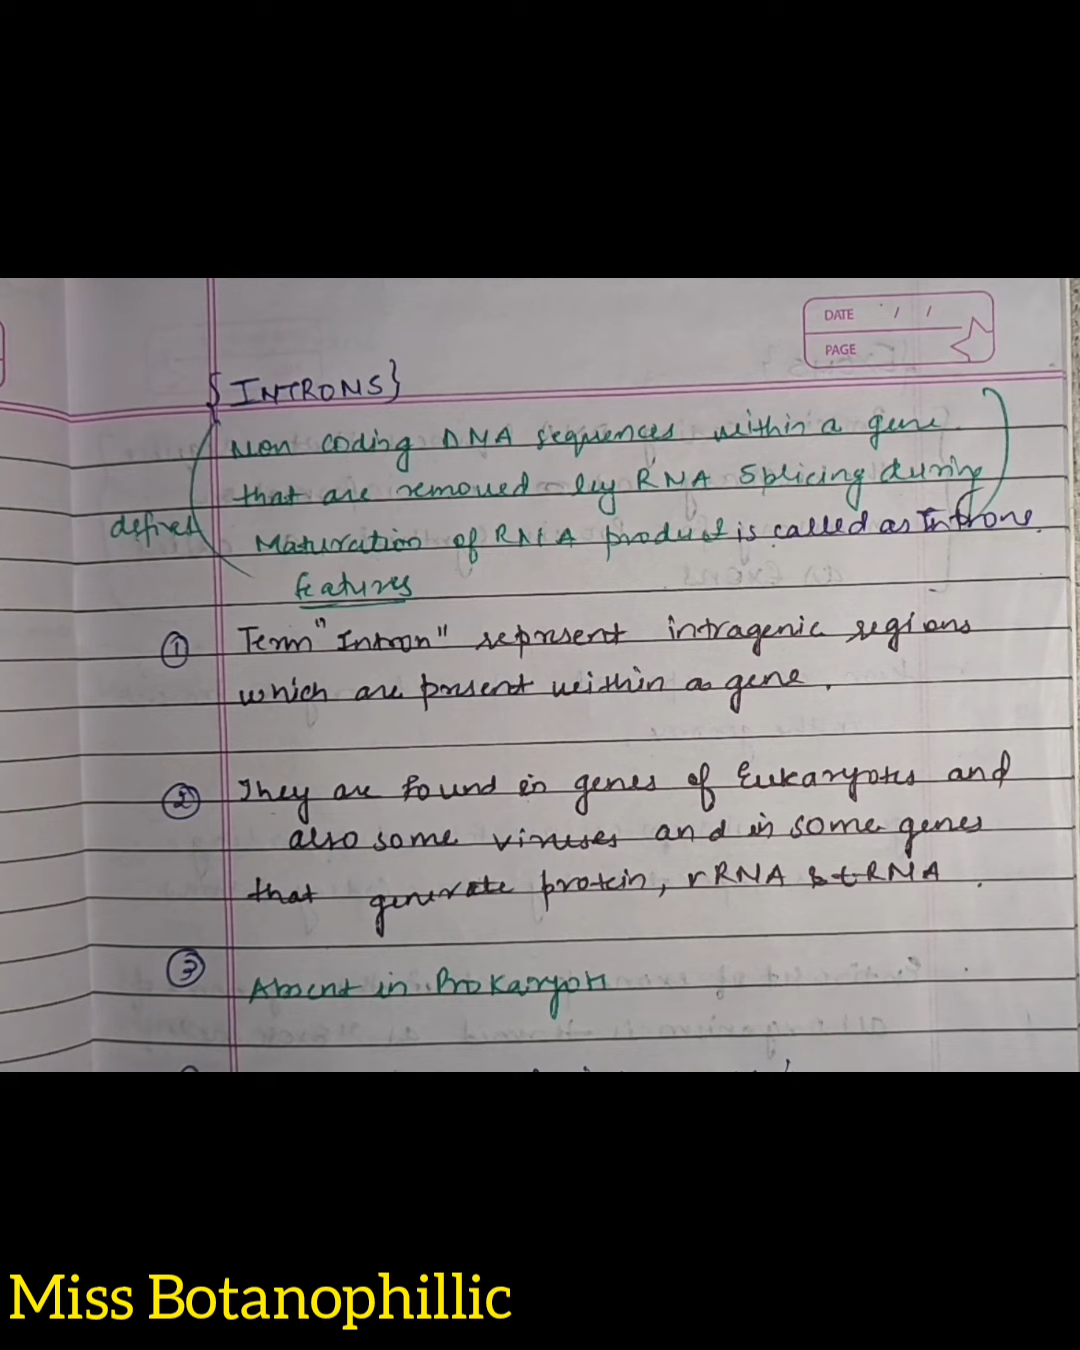 DATE / /
PAGE
{INTRONS}
Non coding DNA sequences within a gene
that are removed by RNA Splicing during
defined Maturation of RNA product is called as Introns.
features
① Term "Intron" represent intragenic regions
which are present within a gene.
② They are found in genes of Eukaryotes and
also some viruses and in some genes
that generate protein, rRNA & tRNA.
③ Absent in Prokaryote
Miss Botanophillic